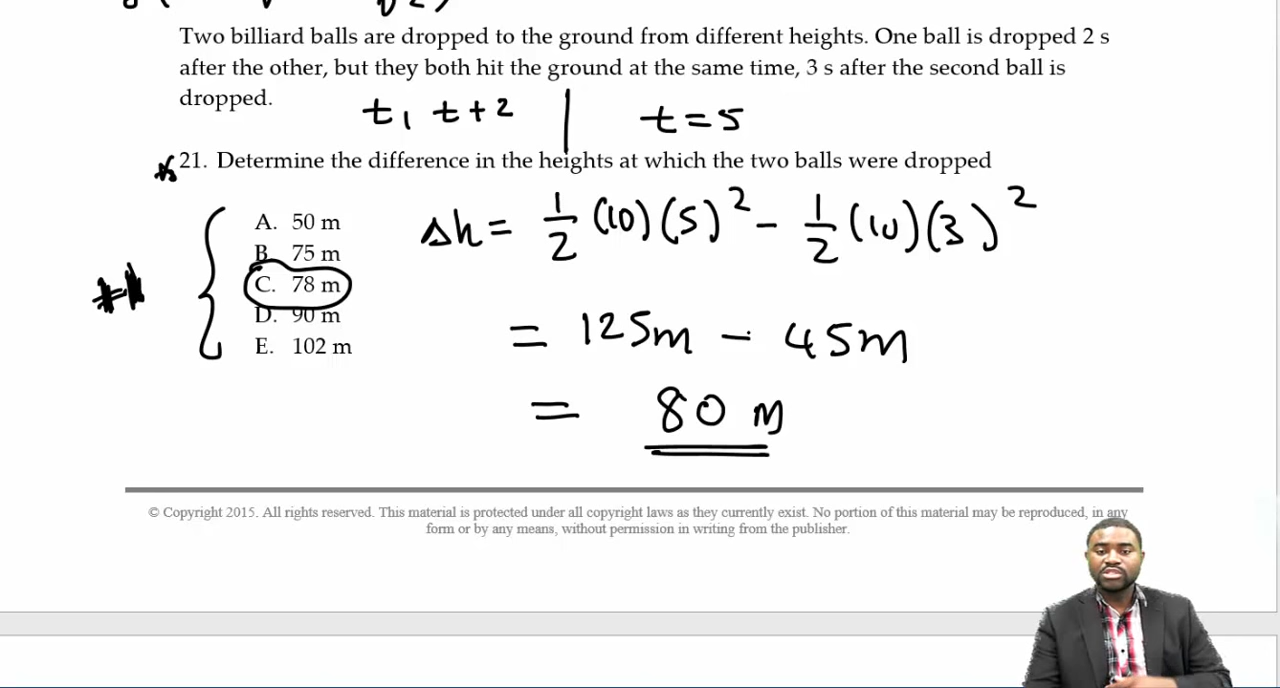 Two billiard balls are dropped to the ground from different heights. One ball is dropped 2 s
after the other, but they both hit the ground at the same time, 3 s after the second ball is
dropped.
t, t+2 | t=5
*21. Determine the difference in the heights at which the two balls were dropped
A. 50 m
B. 75 m
C. 78 m
D. 90 m
E. 102 m
Δh = 1/2 (10)(5)² - 1/2 (10)(3)²
= 125m - 45m
= 80 m
© Copyright 2015. All rights reserved. This material is protected under all copyright laws as they currently exist. No portion of this material may be reproduced, in any
form or by any means, without permission in writing from the publisher.